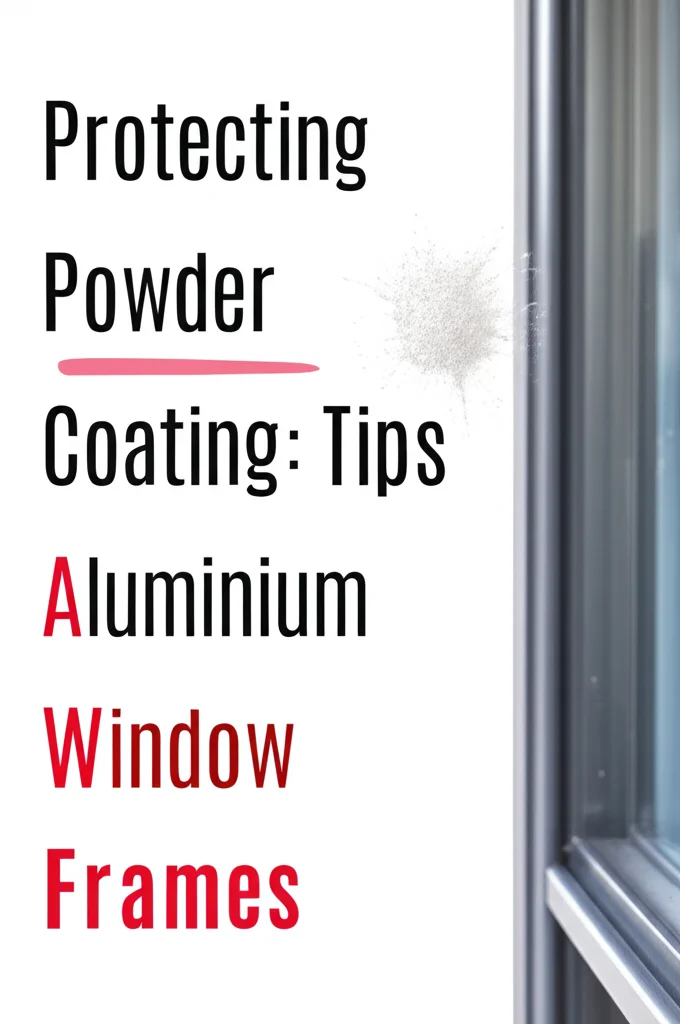 Protecting
Powder
Coating: Tips
Aluminium
Window
Frames